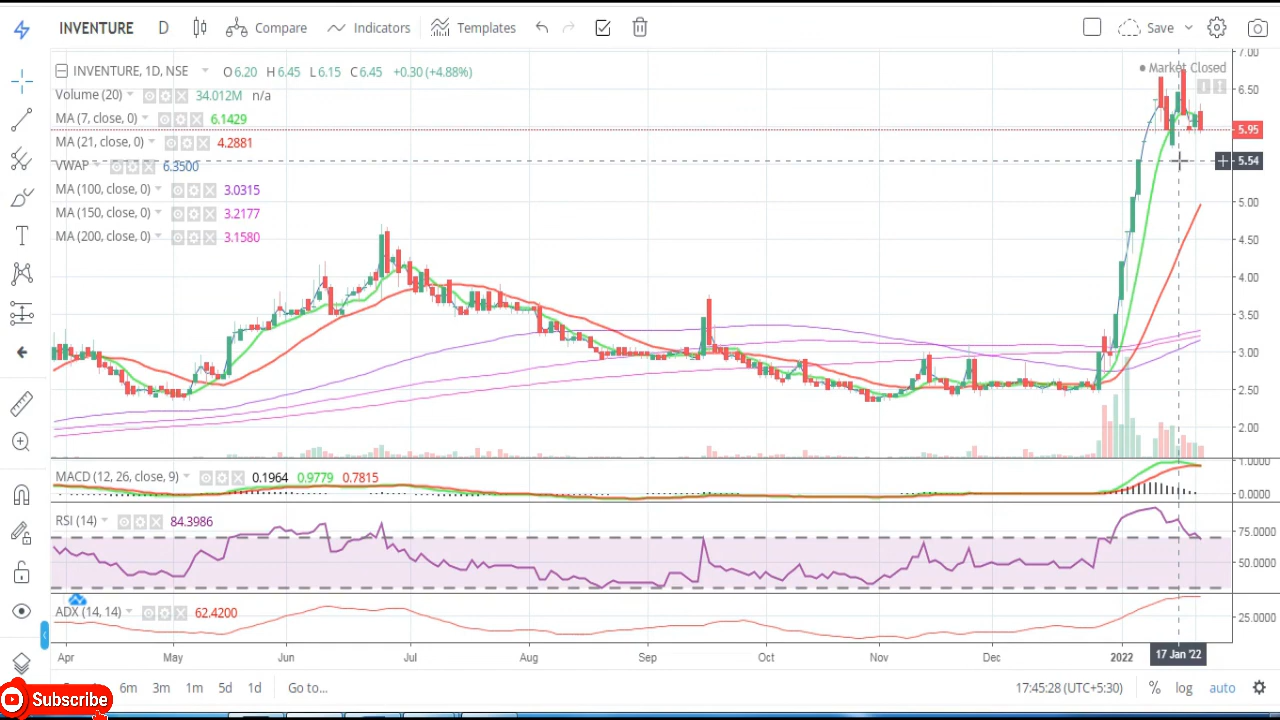 INVENTURE D Compare Indicators Templates Save
INVENTURE, 1D, NSE O6.20 H6.45 L6.15 C6.45 +0.30 (+4.88%)
Market Closed
Volume (20) 34.012M n/a
MA (7, close, 0) 6.1429
MA (21, close, 0) 4.2881
VWAP 6.3500
MA (100, close, 0) 3.0315
MA (150, close, 0) 3.2177
MA (200, close, 0) 3.1580
7.00
6.50
5.95
5.54
5.00
4.50
4.00
3.50
3.00
2.50
2.00
MACD (12, 26, close, 9) 0.1964 0.9779 0.7815
1.0000
0.0000
RSI (14) 84.3986
75.0000
50.0000
ADX (14, 14) 62.4200
25.0000
Apr May Jun Jul Aug Sep Oct Nov Dec 2022 17 Jan '22
6m 3m 1m 5d 1d Go to... 17:45:28 (UTC+5:30) % log auto
Subscribe